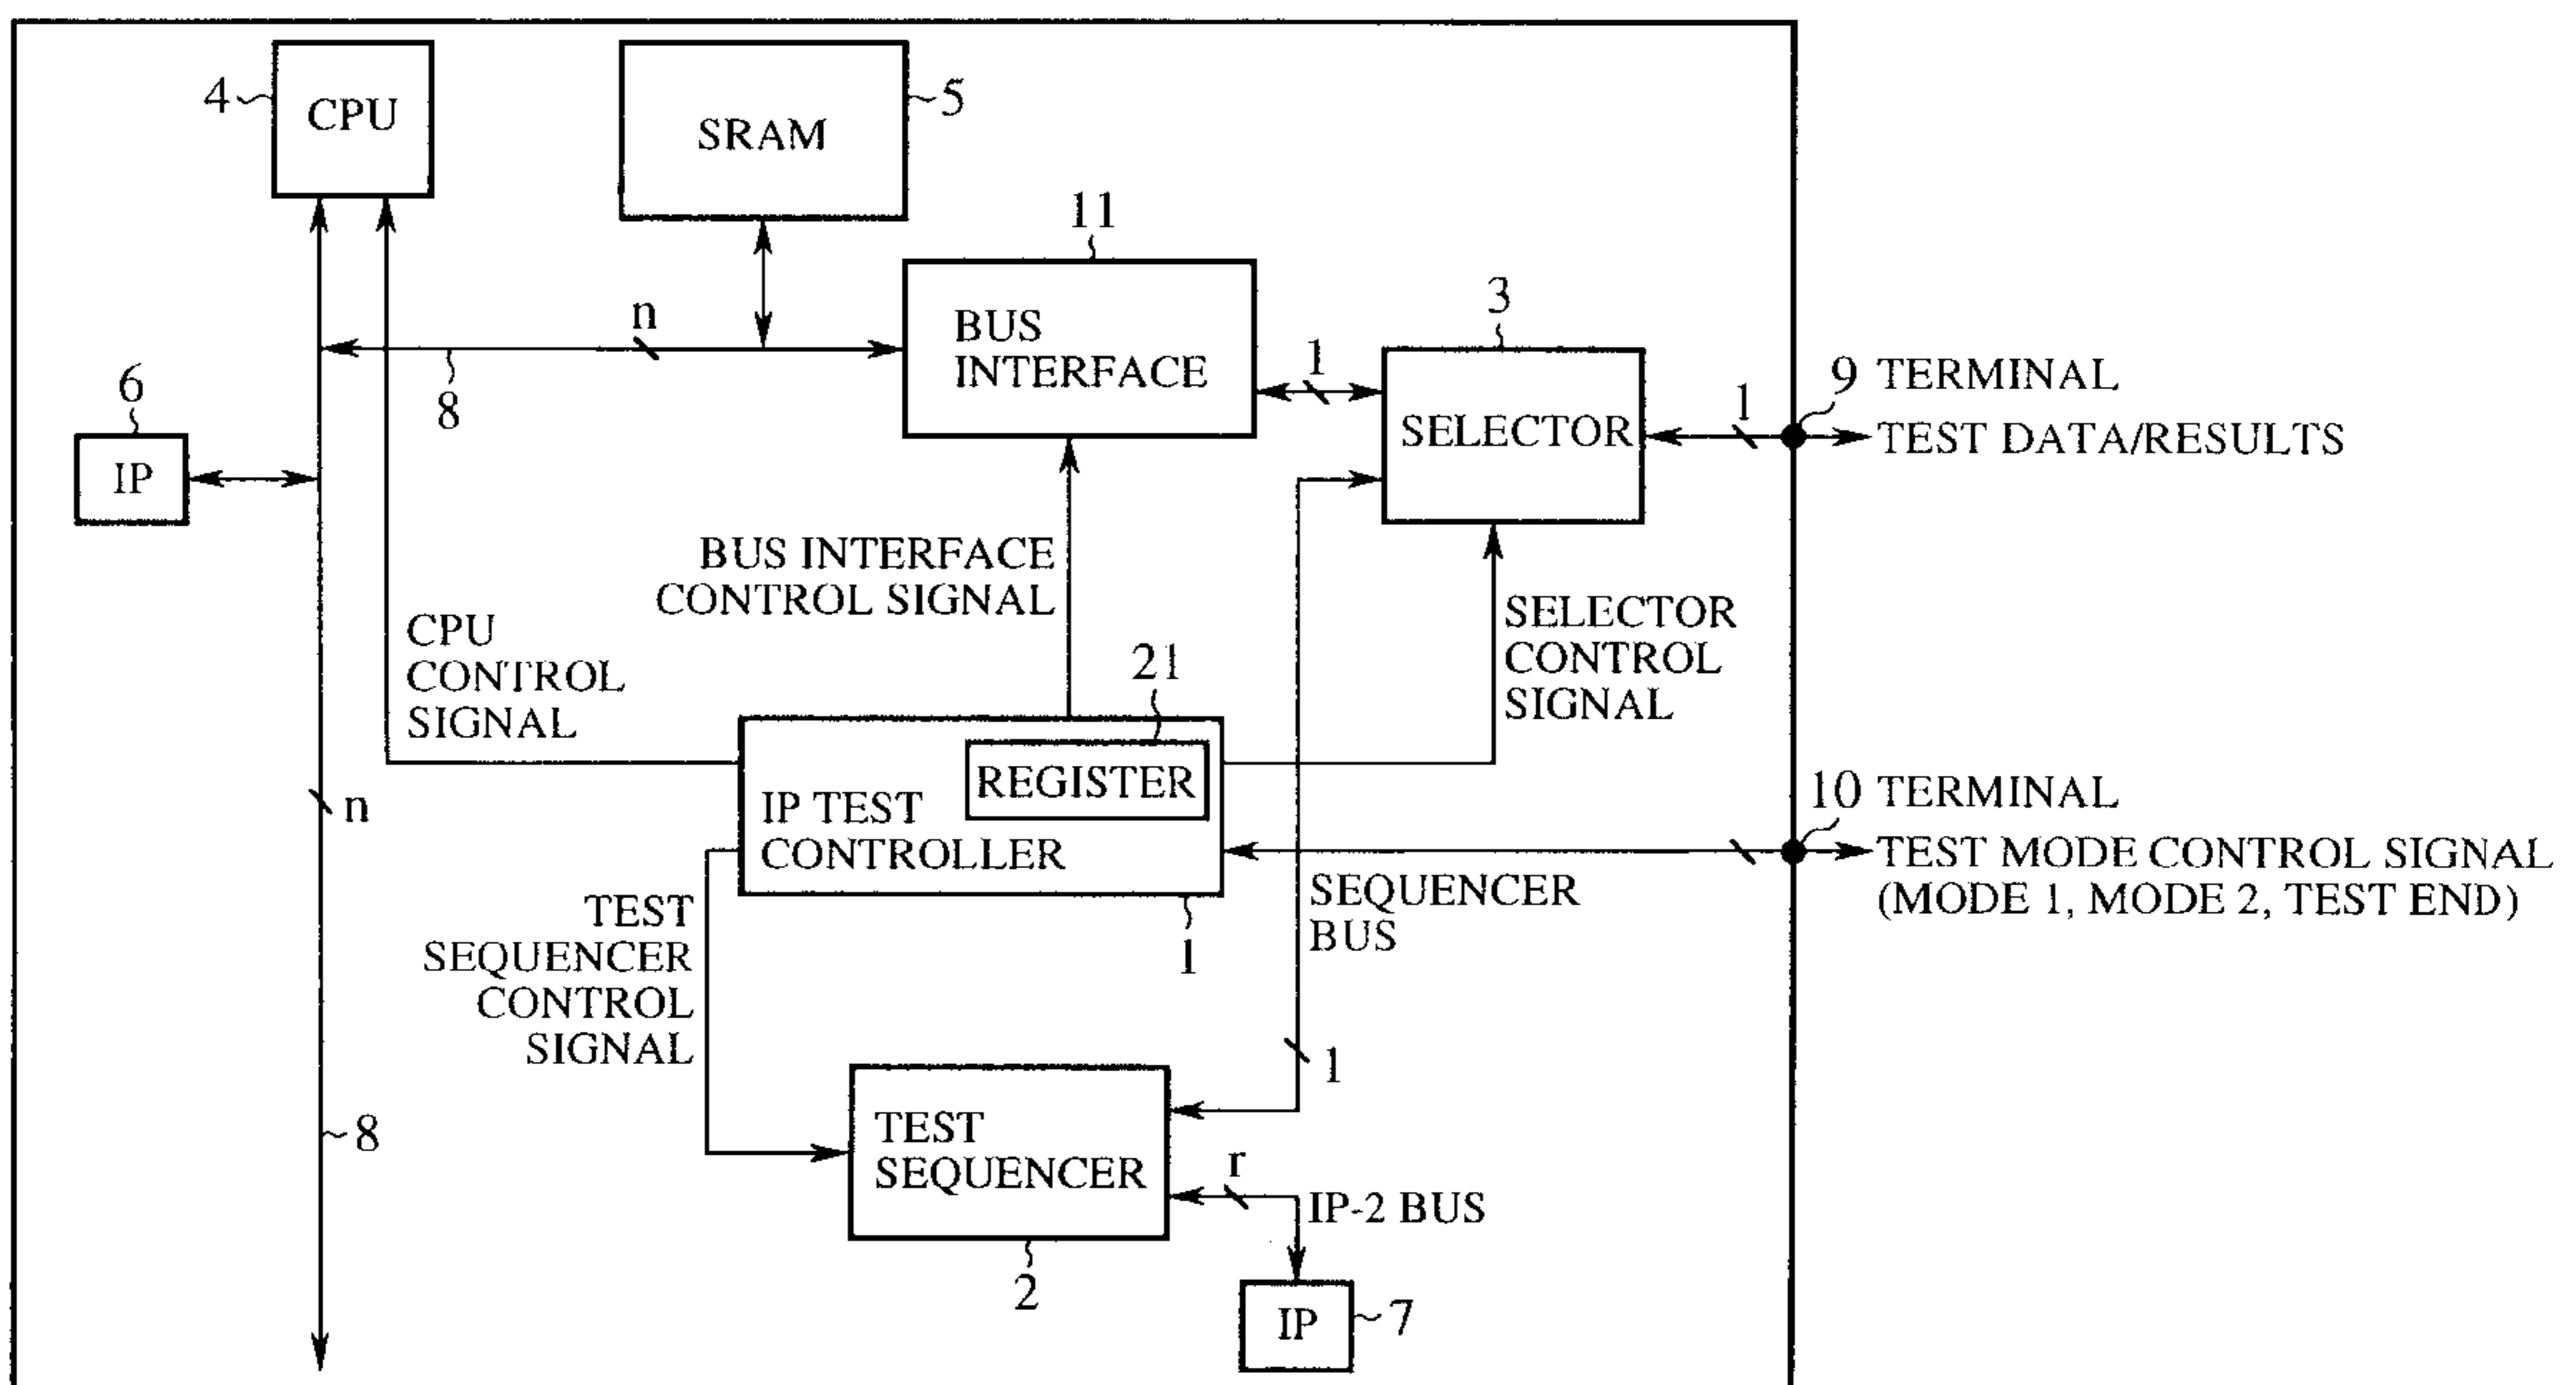 4
CPU
SRAM
5
11
BUS
INTERFACE
n
8
3
SELECTOR
1
1
9 TERMINAL
TEST DATA/RESULTS
6
IP
BUS INTERFACE
CONTROL SIGNAL
SELECTOR
CONTROL
SIGNAL
CPU
CONTROL
SIGNAL
21
REGISTER
IP TEST
CONTROLLER
1
n
10 TERMINAL
TEST MODE CONTROL SIGNAL
(MODE 1, MODE 2, TEST END)
SEQUENCER
BUS
TEST
SEQUENCER
CONTROL
SIGNAL
1
8
TEST
SEQUENCER
2
r
IP-2 BUS
IP
7